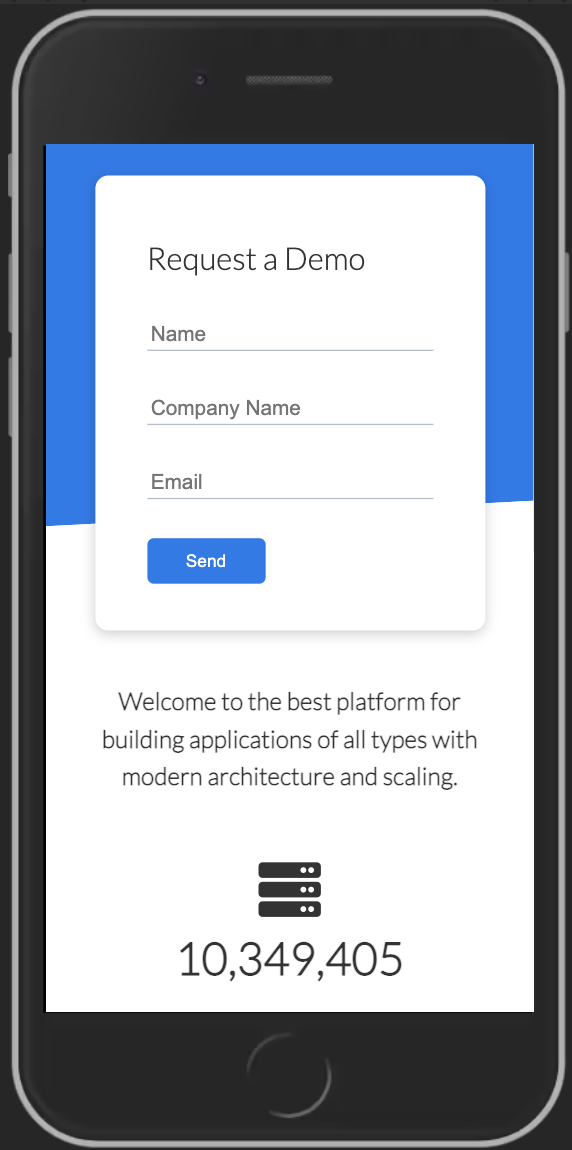 Request a Demo
Name
Company Name
Email
Send
Welcome to the best platform for
building applications of all types with
modern architecture and scaling.
10,349,405